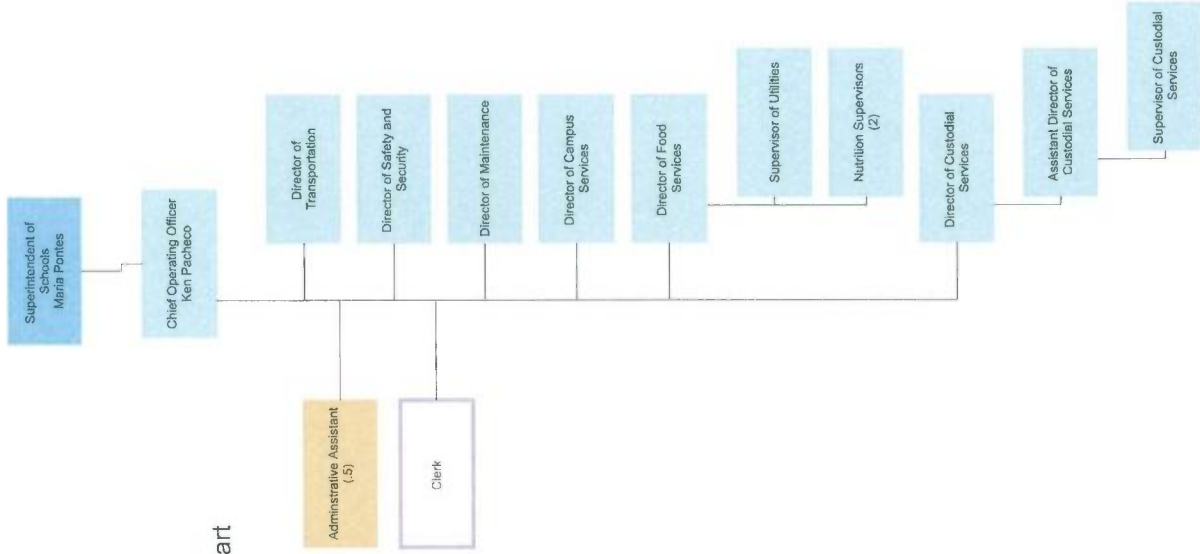 Superintendent of
Schools
Maria Pontes
Chief Operating Officer
Ken Pacheco
Adminstrative Assistant
(.5)
Clerk
art
Director of
Transportation
Director of Safety and
Security
Director of Maintenance
Director of Campus
Services
Director of Food
Services
Supervisor of Utilities
Nutrition Supervisors
(2)
Director of Custodial
Services
Assistant Director of
Custodial Services
Supervisor of Custodial
Services